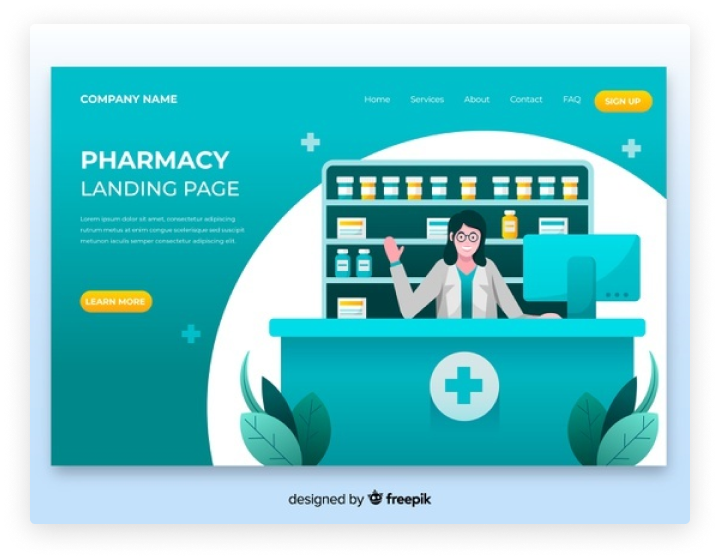 COMPANY NAME
Home Services About Contact FAQ SIGN UP
PHARMACY
LANDING PAGE
Lorem ipsum dolor sit amet, consectetur adipiscing
rutrum metus at enim congue scelerisque. Sed suscipit
metusm iaculis semper consectetur adipiscing elit.
LEARN MORE
designed by freepik